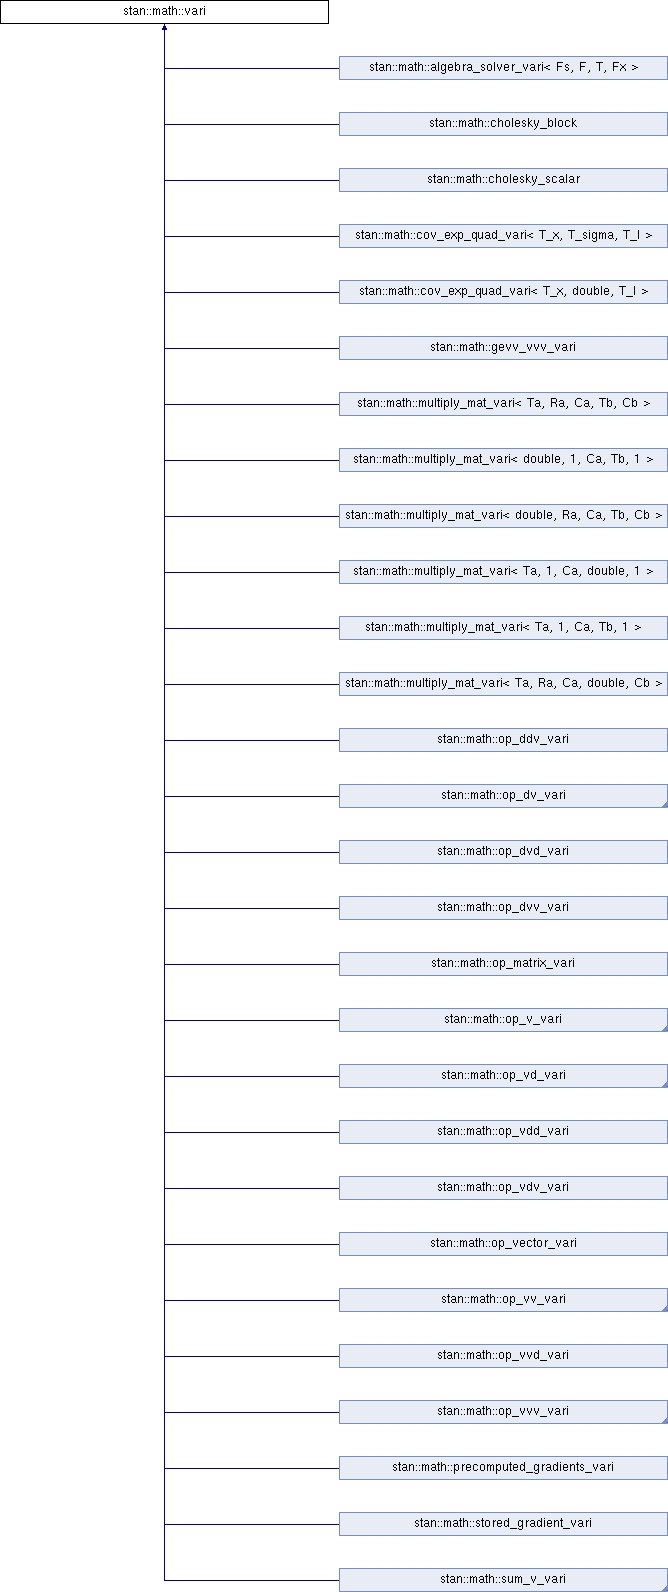 stan::math::vari
stan::math::algebra_solver_vari< Fs, F, T, Fx >
stan::math::cholesky_block
stan::math::cholesky_scalar
stan::math::cov_exp_quad_vari< T_x, T_sigma, T_l >
stan::math::cov_exp_quad_vari< T_x, double, T_l >
stan::math::gevv_vvv_vari
stan::math::multiply_mat_vari< Ta, Ra, Ca, Tb, Cb >
stan::math::multiply_mat_vari< double, 1, Ca, Tb, 1 >
stan::math::multiply_mat_vari< double, Ra, Ca, Tb, Cb >
stan::math::multiply_mat_vari< Ta, 1, Ca, double, 1 >
stan::math::multiply_mat_vari< Ta, 1, Ca, Tb, 1 >
stan::math::multiply_mat_vari< Ta, Ra, Ca, double, Cb >
stan::math::op_ddv_vari
stan::math::op_dv_vari
stan::math::op_dvd_vari
stan::math::op_dvv_vari
stan::math::op_matrix_vari
stan::math::op_v_vari
stan::math::op_vd_vari
stan::math::op_vdd_vari
stan::math::op_vdv_vari
stan::math::op_vector_vari
stan::math::op_vv_vari
stan::math::op_vvd_vari
stan::math::op_vvv_vari
stan::math::precomputed_gradients_vari
stan::math::stored_gradient_vari
stan::math::sum_v_vari